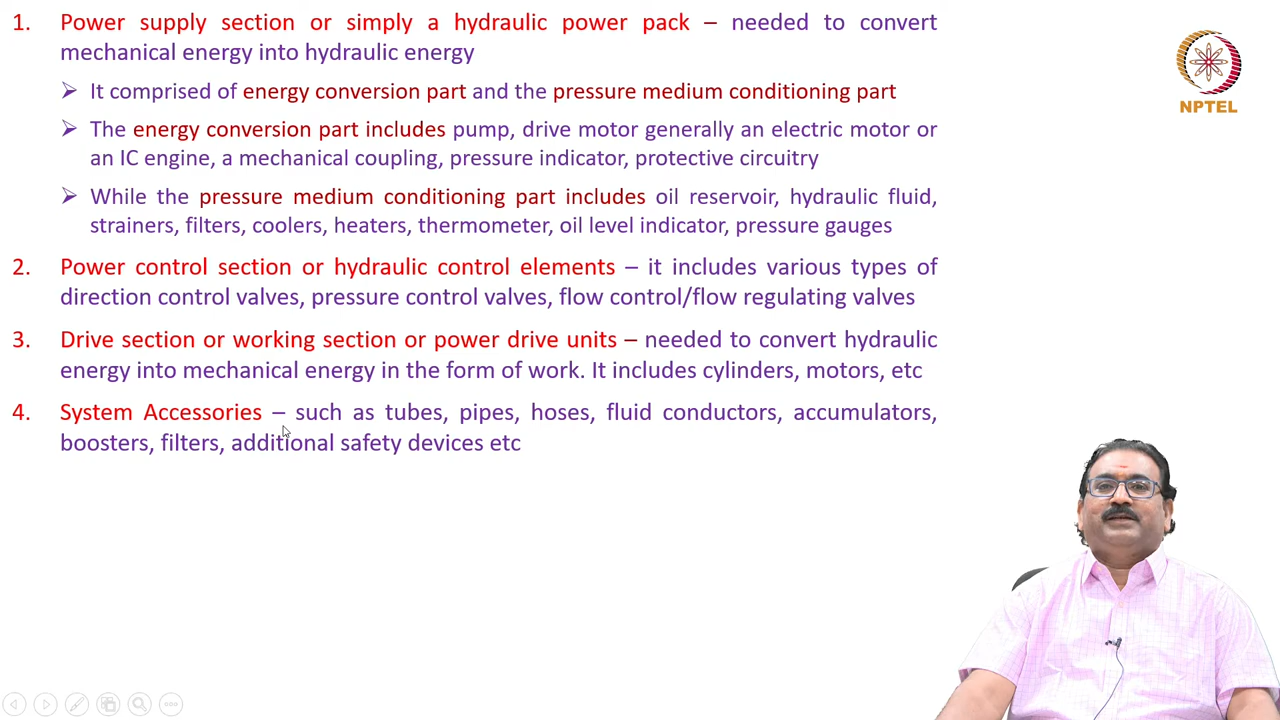 1. Power supply section or simply a hydraulic power pack – needed to convert
mechanical energy into hydraulic energy
➢ It comprised of energy conversion part and the pressure medium conditioning part
➢ The energy conversion part includes pump, drive motor generally an electric motor or
an IC engine, a mechanical coupling, pressure indicator, protective circuitry
➢ While the pressure medium conditioning part includes oil reservoir, hydraulic fluid,
strainers, filters, coolers, heaters, thermometer, oil level indicator, pressure gauges
2. Power control section or hydraulic control elements – it includes various types of
direction control valves, pressure control valves, flow control/flow regulating valves
3. Drive section or working section or power drive units – needed to convert hydraulic
energy into mechanical energy in the form of work. It includes cylinders, motors, etc
4. System Accessories – such as tubes, pipes, hoses, fluid conductors, accumulators,
boosters, filters, additional safety devices etc
NPTEL